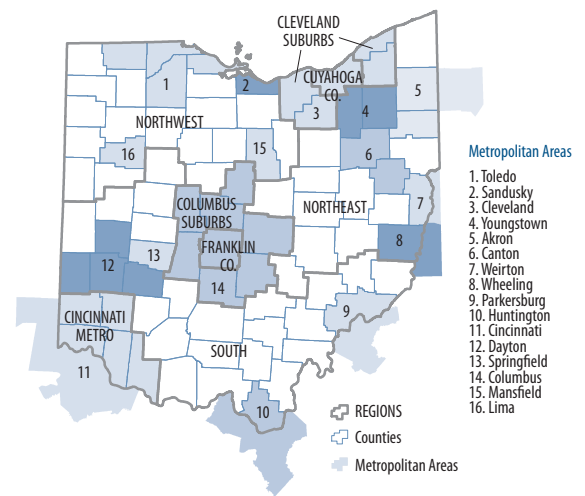 CLEVELAND
SUBURBS
CUYAHOGA
CO.
1
2
3
4
5
NORTHWEST
16
15
6
COLUMBUS
SUBURBS
NORTHEAST
7
FRANKLIN
CO.
8
13
12
14
9
CINCINNATI
METRO
SOUTH
11
10
REGIONS
Counties
Metropolitan Areas
Metropolitan Areas
1. Toledo
2. Sandusky
3. Cleveland
4. Youngstown
5. Akron
6. Canton
7. Weirton
8. Wheeling
9. Parkersburg
10. Huntington
11. Cincinnati
12. Dayton
13. Springfield
14. Columbus
15. Mansfield
16. Lima